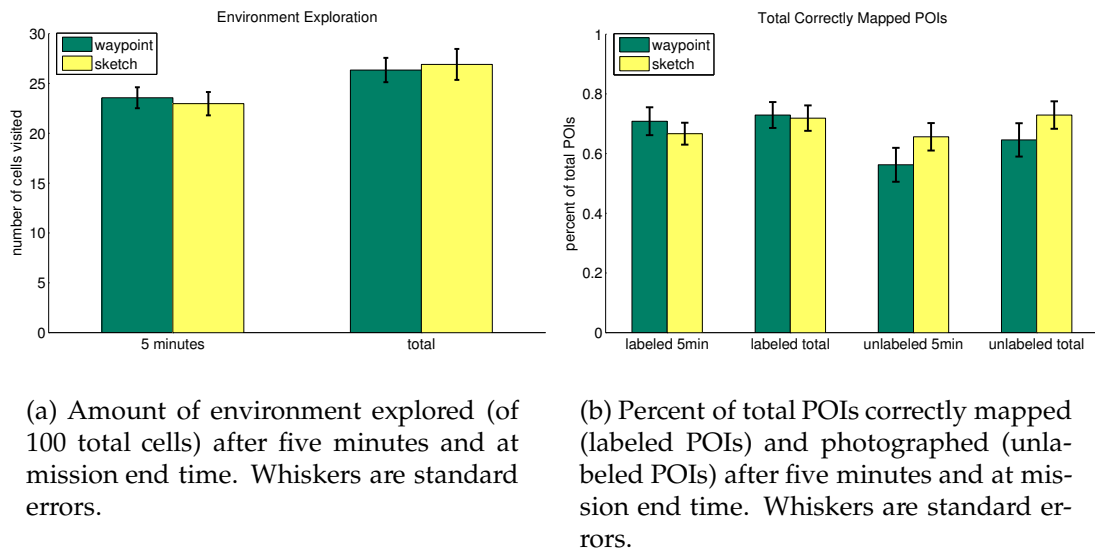 Environment Exploration
30
25
20
15
10
5
0
number of cells visited
waypoint
sketch
5 minutes
total
(a) Amount of environment explored (of
100 total cells) after five minutes and at
mission end time. Whiskers are standard
errors.
Total Correctly Mapped POIs
1
0.8
0.6
0.4
0.2
0
percent of total POIs
waypoint
sketch
labeled 5min
labeled total
unlabeled 5min
unlabeled total
(b) Percent of total POIs correctly mapped
(labeled POIs) and photographed (unla-
beled POIs) after five minutes and at mis-
sion end time. Whiskers are standard er-
rors.